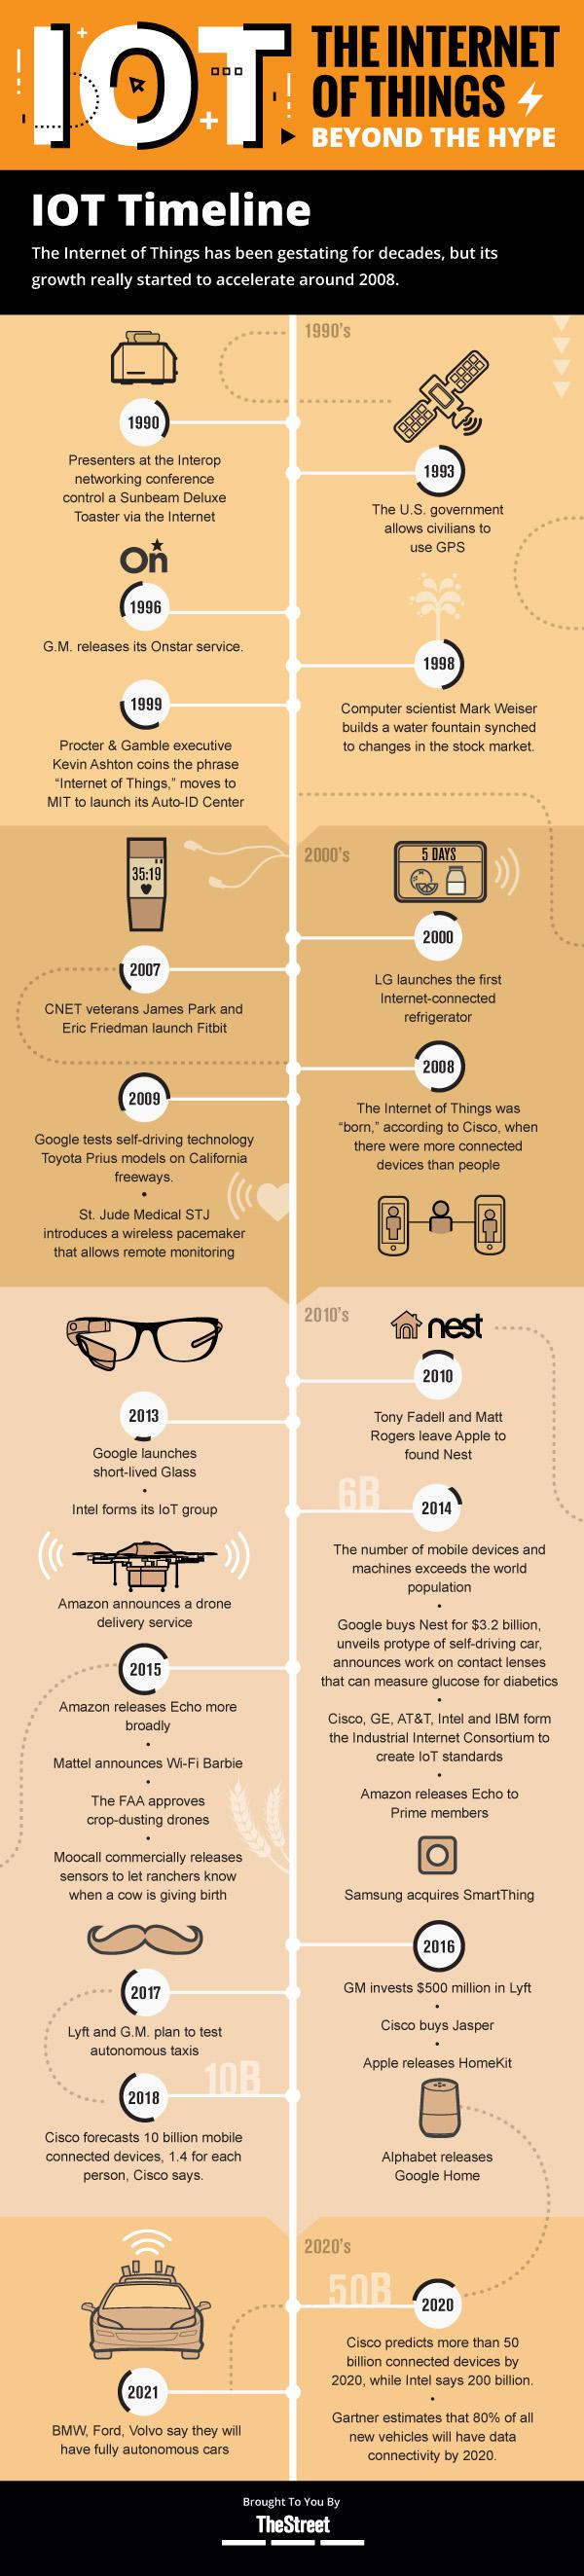 IOT
THE INTERNET
OF THINGS
BEYOND THE HYPE
IOT Timeline
The Internet of Things has been gestating for decades, but its
growth really started to accelerate around 2008.
1990's
1990
Presenters at the Interop
networking conference
control a Sunbeam Deluxe
Toaster via the Internet
1993
The U.S. government
allows civilians to
use GPS
On
1996
G.M. releases its Onstar service.
1998
Computer scientist Mark Weiser
builds a water fountain synched
to changes in the stock market.
1999
Procter & Gamble executive
Kevin Ashton coins the phrase
“Internet of Things,” moves to
MIT to launch its Auto-ID Center
2000's
35:19
5 DAYS
2000
LG launches the first
Internet-connected
refrigerator
2007
CNET veterans James Park and
Eric Friedman launch Fitbit
2008
The Internet of Things was
“born,” according to Cisco, when
there were more connected
devices than people
2009
Google tests self-driving technology
Toyota Prius models on California
freeways.
•
St. Jude Medical STJ
introduces a wireless pacemaker
that allows remote monitoring
2010's
nest
2010
Tony Fadell and Matt
Rogers leave Apple to
found Nest
2013
Google launches
short-lived Glass
•
Intel forms its IoT group
Amazon announces a drone
delivery service
6B
2014
The number of mobile devices and
machines exceeds the world
population
•
Google buys Nest for $3.2 billion,
unveils protype of self-driving car,
announces work on contact lenses
that can measure glucose for diabetics
•
Cisco, GE, AT&T, Intel and IBM form
the Industrial Internet Consortium to
create IoT standards
•
Amazon releases Echo to
Prime members
Samsung acquires SmartThing
2015
Amazon releases Echo more
broadly
•
Mattel announces Wi-Fi Barbie
•
The FAA approves
crop-dusting drones
•
Moocall commercially releases
sensors to let ranchers know
when a cow is giving birth
2016
GM invests $500 million in Lyft
•
Cisco buys Jasper
•
Apple releases HomeKit
Alphabet releases
Google Home
2017
Lyft and G.M. plan to test
autonomous taxis
10B
2018
Cisco forecasts 10 billion mobile
connected devices, 1.4 for each
person, Cisco says.
2020's
50B
2020
Cisco predicts more than 50
billion connected devices by
2020, while Intel says 200 billion.
•
Gartner estimates that 80% of all
new vehicles will have data
connectivity by 2020.
2021
BMW, Ford, Volvo say they will
have fully autonomous cars
Brought To You By
TheStreet